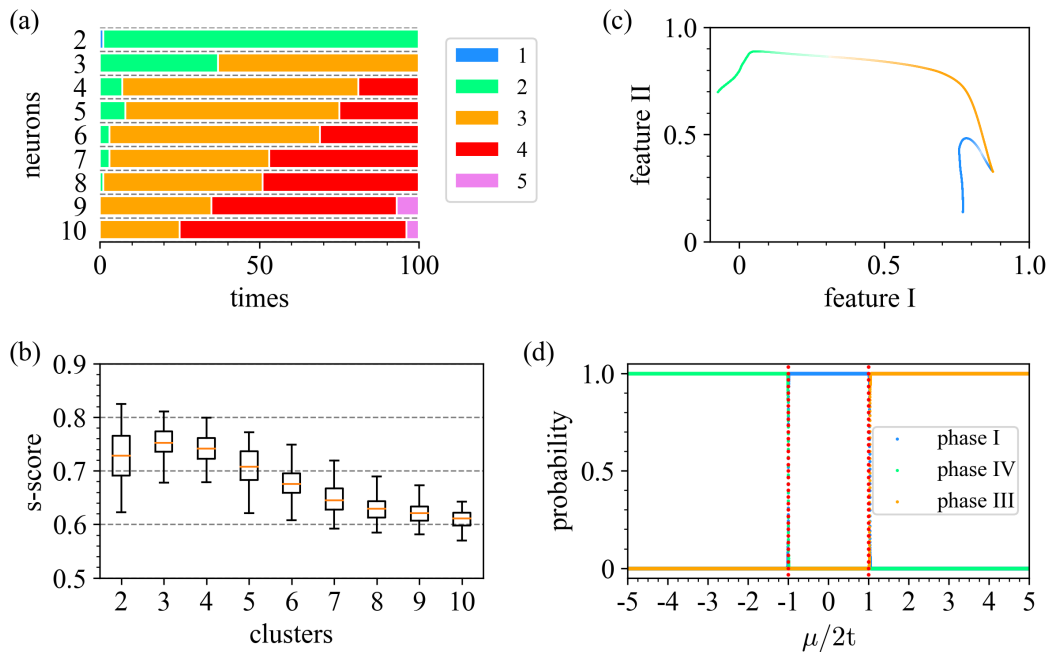 (a)
neurons
2
3
4
5
6
7
8
9
10
0 50 100
times
1
2
3
4
5
(c)
feature II
1.0
0.5
0
0 0.5 1.0
feature I
(b)
s-score
0.9
0.8
0.7
0.6
0.5
2 3 4 5 6 7 8 9 10
clusters
(d)
probability
1.0
0.5
0
phase I
phase IV
phase III
-5 -4 -3 -2 -1 0 1 2 3 4 5
μ/2t